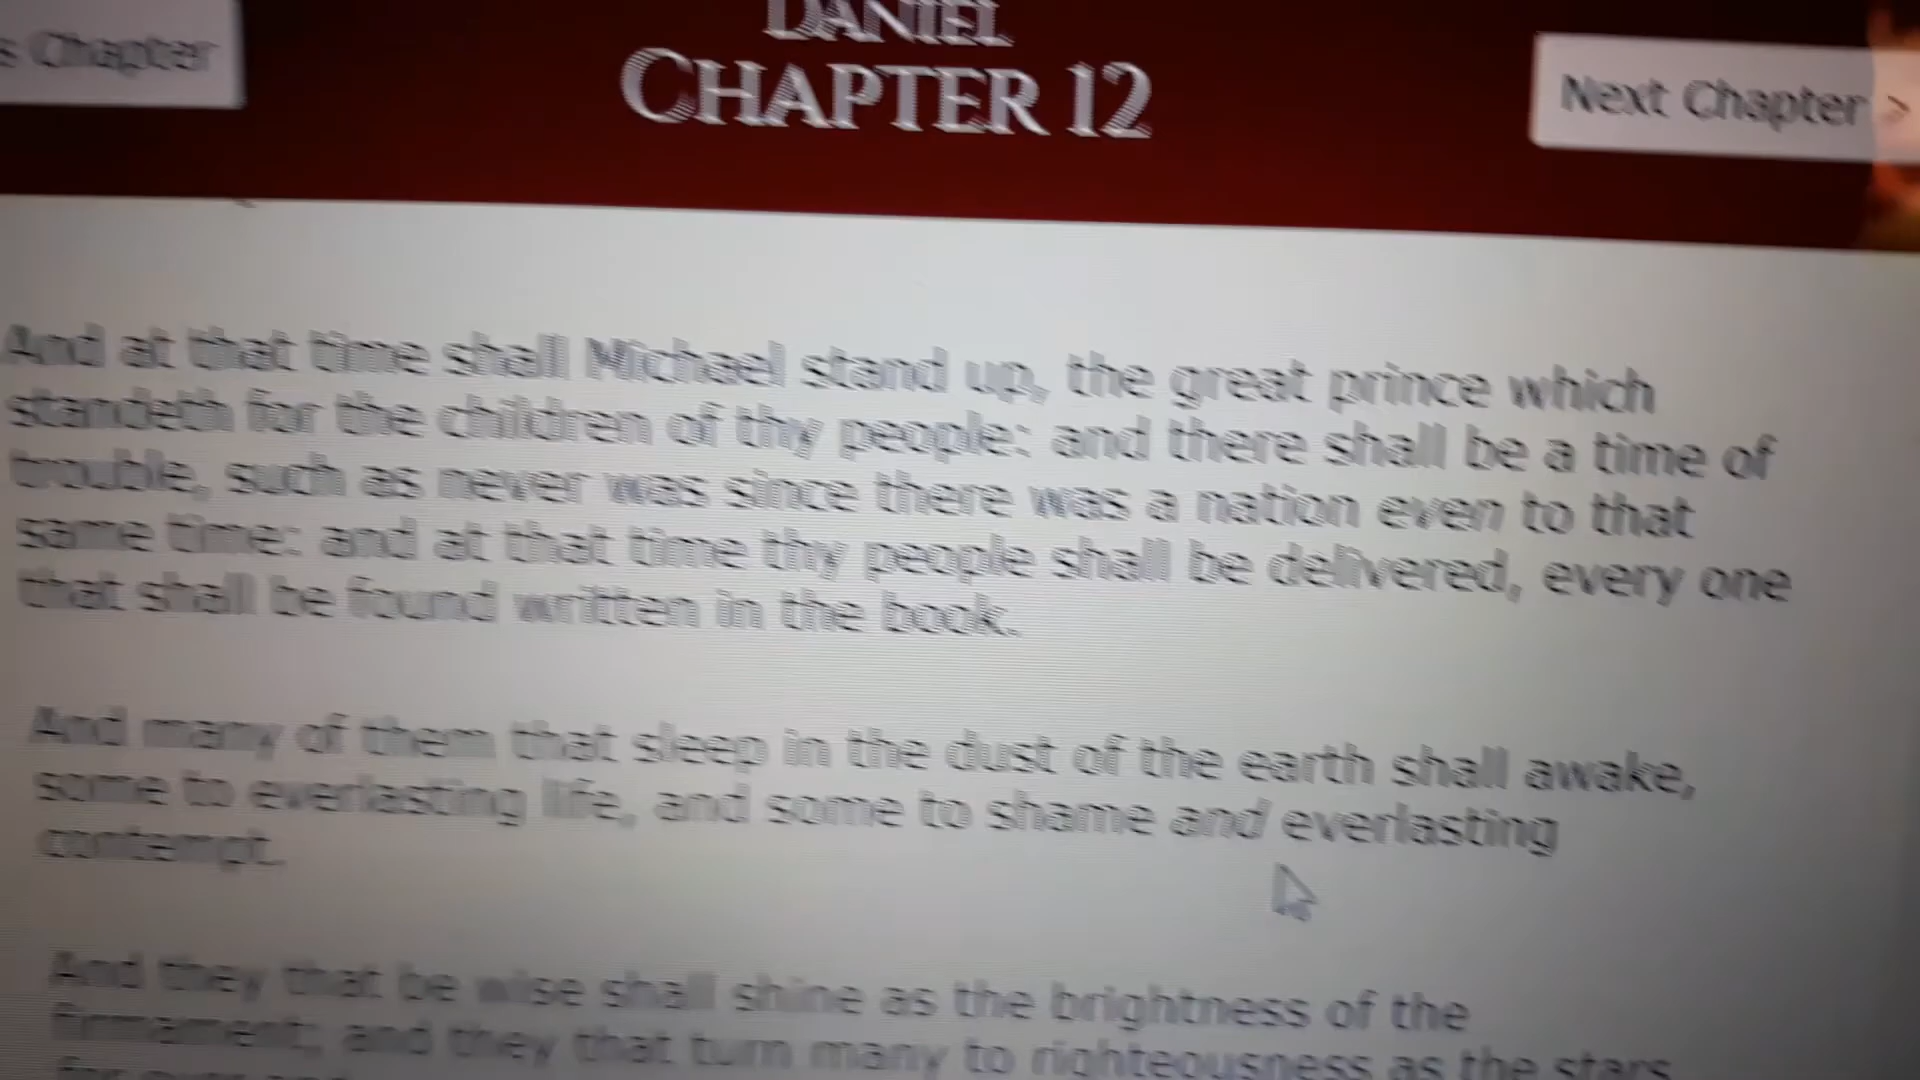 DANIEL
s Chapter
CHAPTER 12
Next Chapter >
And at that time shall Michael stand up, the great prince which
standeth for the children of thy people: and there shall be a time of
trouble, such as never was since there was a nation even to that
same time: and at that time thy people shall be delivered, every one
that shall be found written in the book.
And many of them that sleep in the dust of the earth shall awake,
some to everlasting life, and some to shame and everlasting
contempt.
And they that be wise shall shine as the brightness of the
firmament; and they that turn many to righteousness as the stars
for ever and